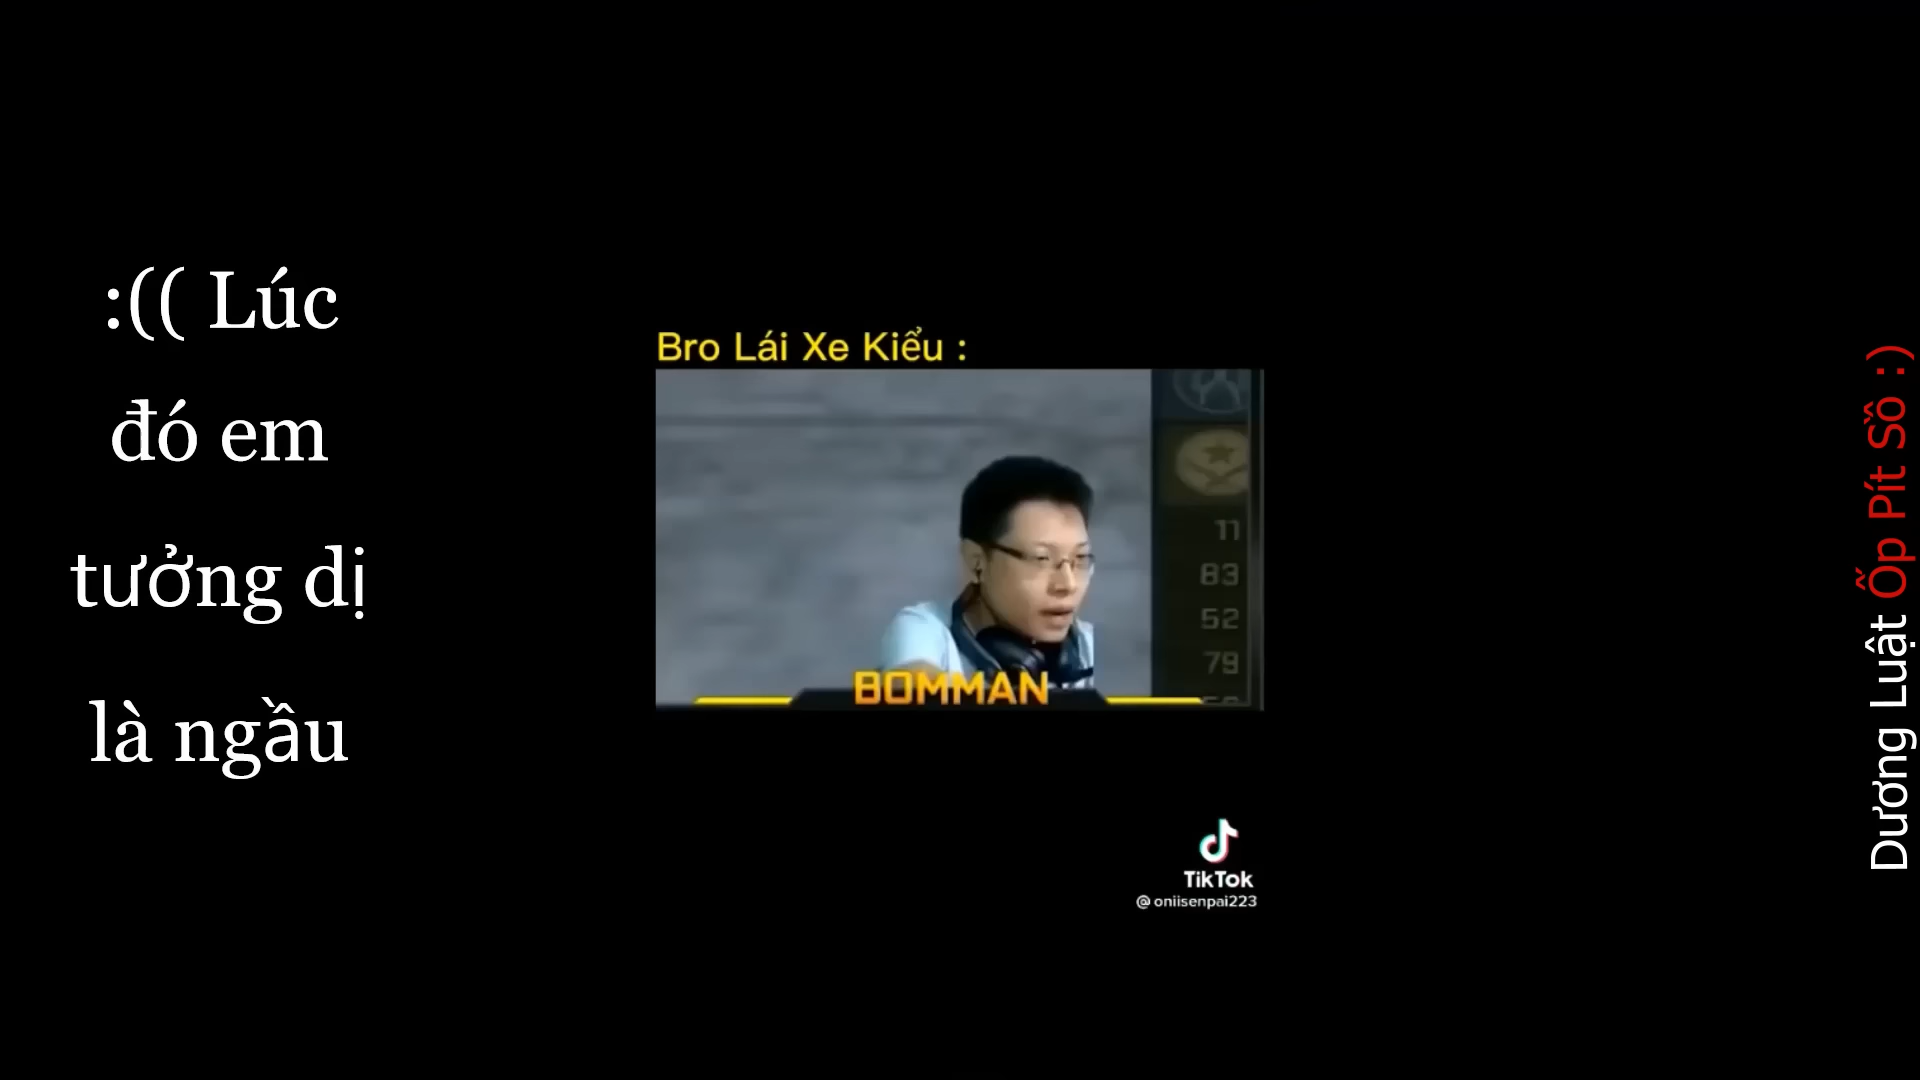 :(( Lúc
đó em
tưởng dị
là ngầu
Bro Lái Xe Kiểu :
11
83
52
79
BOMMAN
TikTok
@oniisenpai223
Dương Luật Ốp Pít Sồ :)